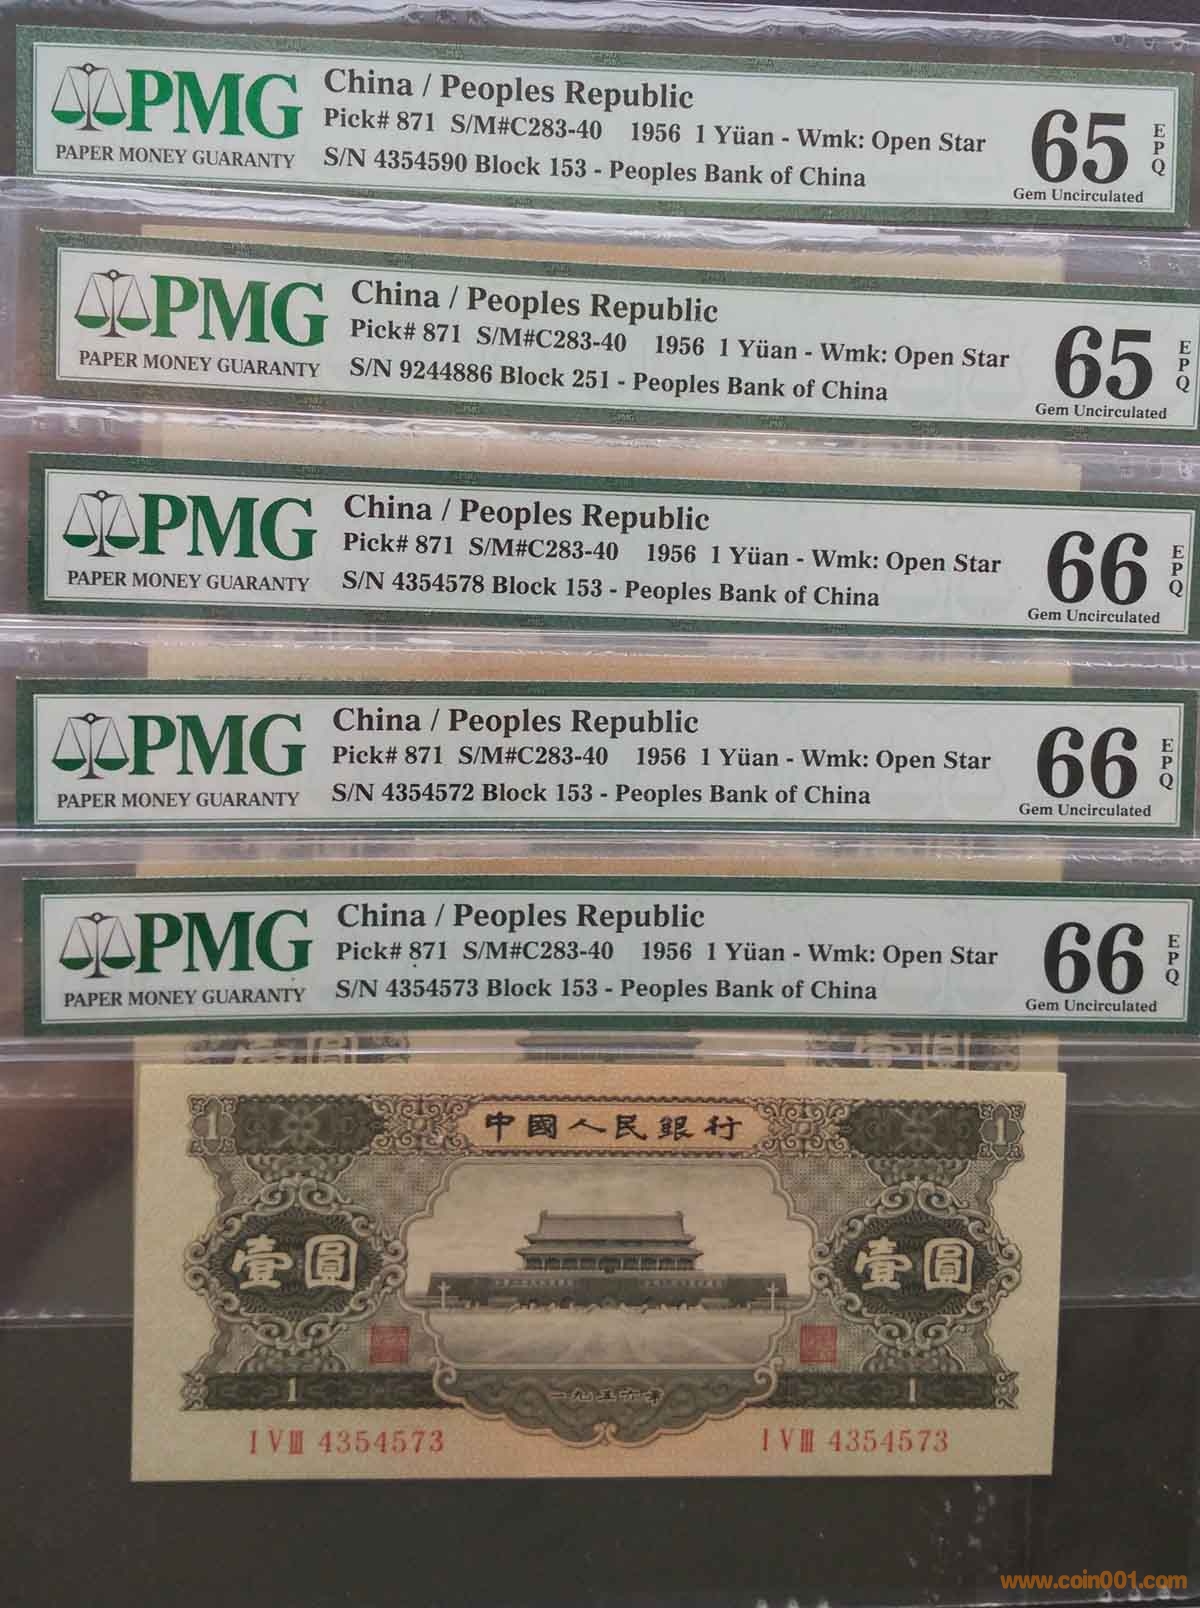 PMG
PAPER MONEY GUARANTY
China / Peoples Republic
Pick# 871 S/M#C283-40 1956 1 Yüan - Wmk: Open Star
S/N 4354590 Block 153 - Peoples Bank of China
65 EPQ
Gem Uncirculated
PMG
PAPER MONEY GUARANTY
China / Peoples Republic
Pick# 871 S/M#C283-40 1956 1 Yüan - Wmk: Open Star
S/N 9244886 Block 251 - Peoples Bank of China
65 EPQ
Gem Uncirculated
PMG
PAPER MONEY GUARANTY
China / Peoples Republic
Pick# 871 S/M#C283-40 1956 1 Yüan - Wmk: Open Star
S/N 4354578 Block 153 - Peoples Bank of China
66 EPQ
Gem Uncirculated
PMG
PAPER MONEY GUARANTY
China / Peoples Republic
Pick# 871 S/M#C283-40 1956 1 Yüan - Wmk: Open Star
S/N 4354572 Block 153 - Peoples Bank of China
66 EPQ
Gem Uncirculated
PMG
PAPER MONEY GUARANTY
China / Peoples Republic
Pick# 871 S/M#C283-40 1956 1 Yüan - Wmk: Open Star
S/N 4354573 Block 153 - Peoples Bank of China
66 EPQ
Gem Uncirculated
1 中國人民銀行 1
壹圓 壹圓
1 一九五六年 1
I V III 4354573 I V III 4354573
www.coin001.com